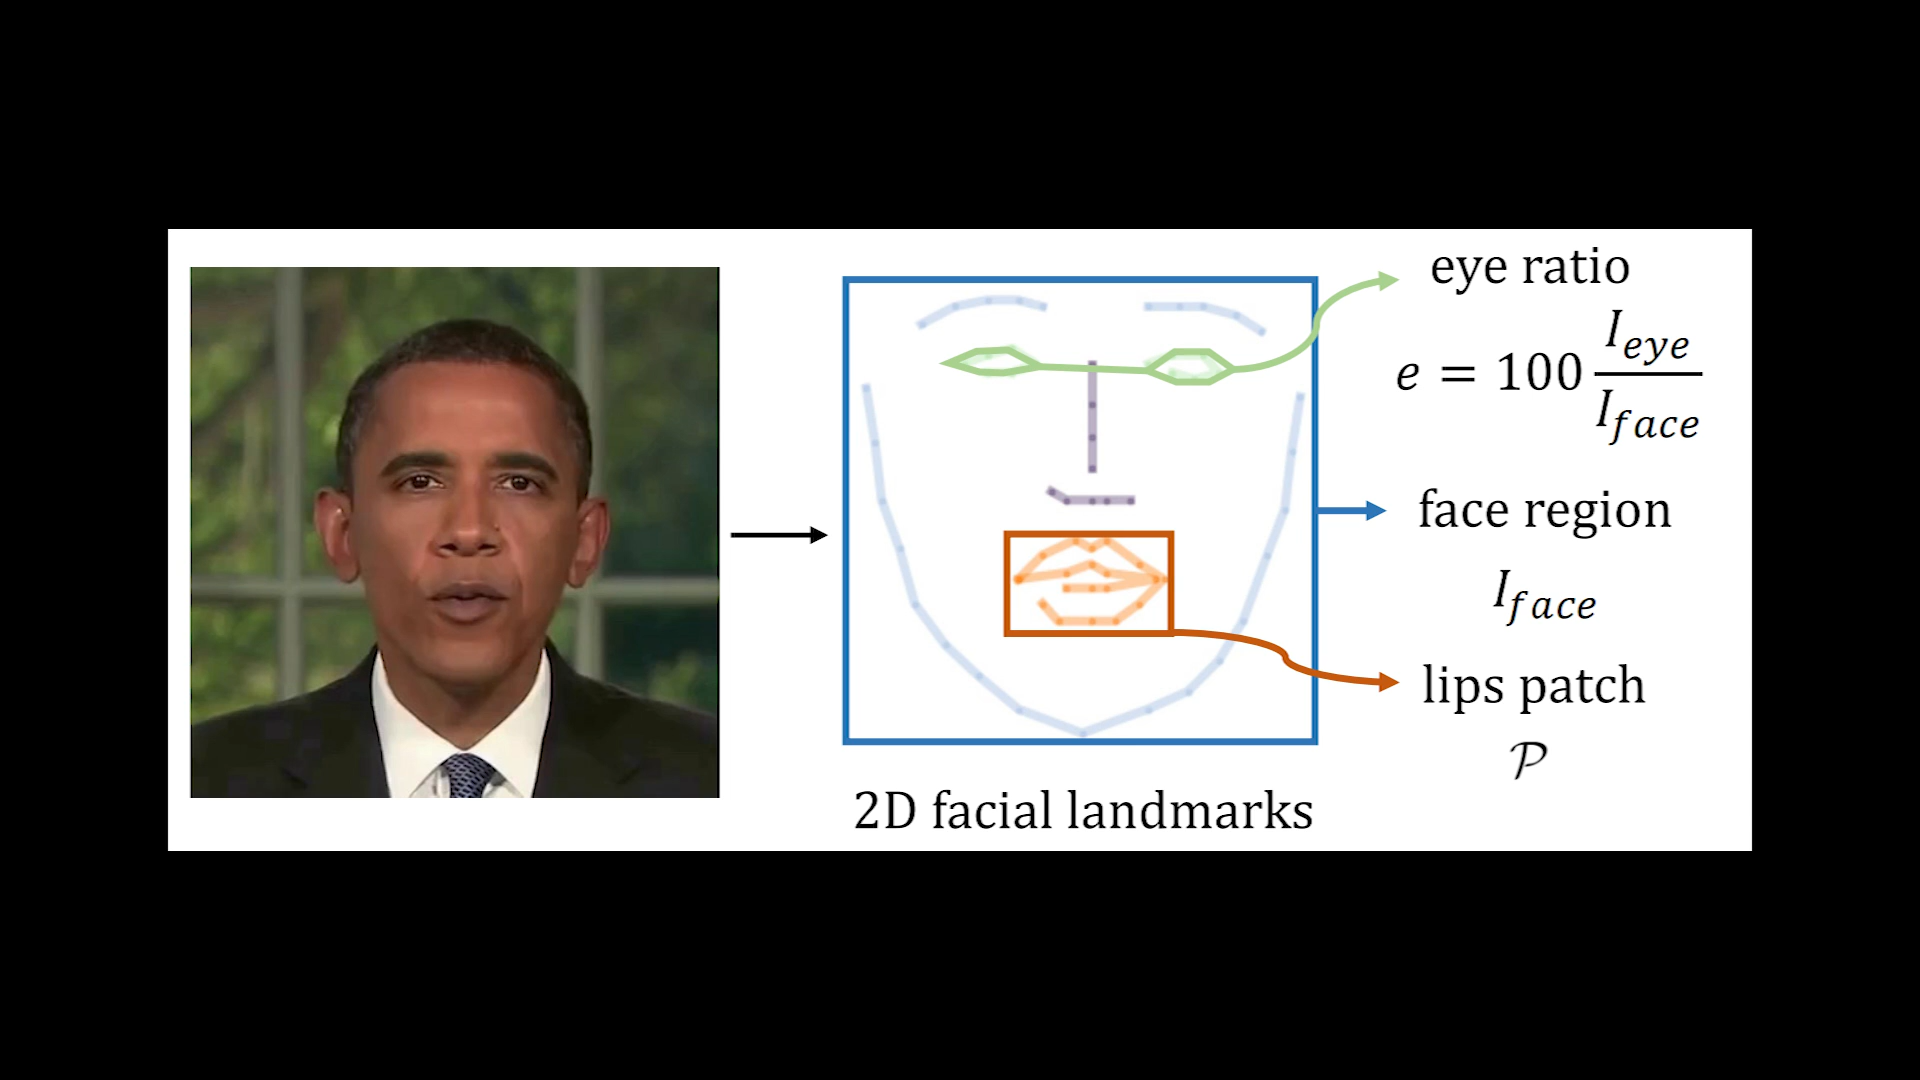 eye ratio
e = 100 I_eye / I_face
face region
I_face
lips patch
𝒫
2D facial landmarks